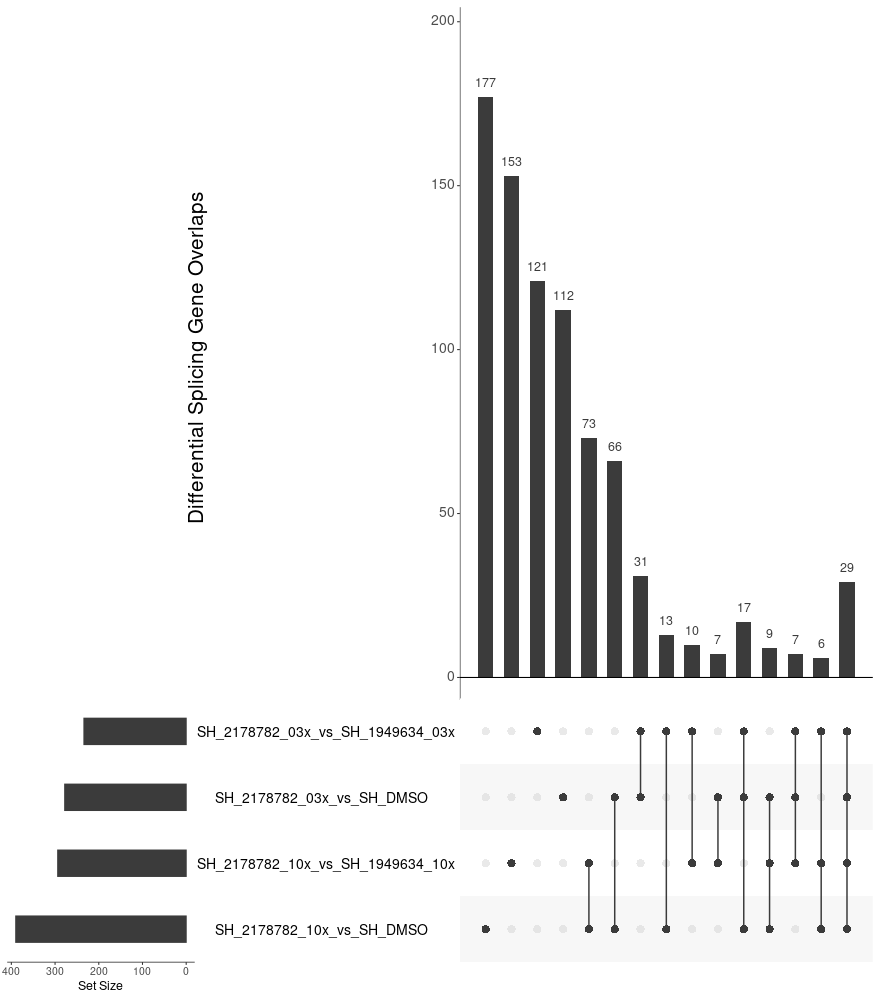 200
177
153
150
121
112
100
73
66
50
31
29
17
13
10
9
7
7
6
0
Differential Splicing Gene Overlaps
SH_2178782_03x_vs_SH_1949634_03x
SH_2178782_03x_vs_SH_DMSO
SH_2178782_10x_vs_SH_1949634_10x
SH_2178782_10x_vs_SH_DMSO
400 300 200 100 0
Set Size